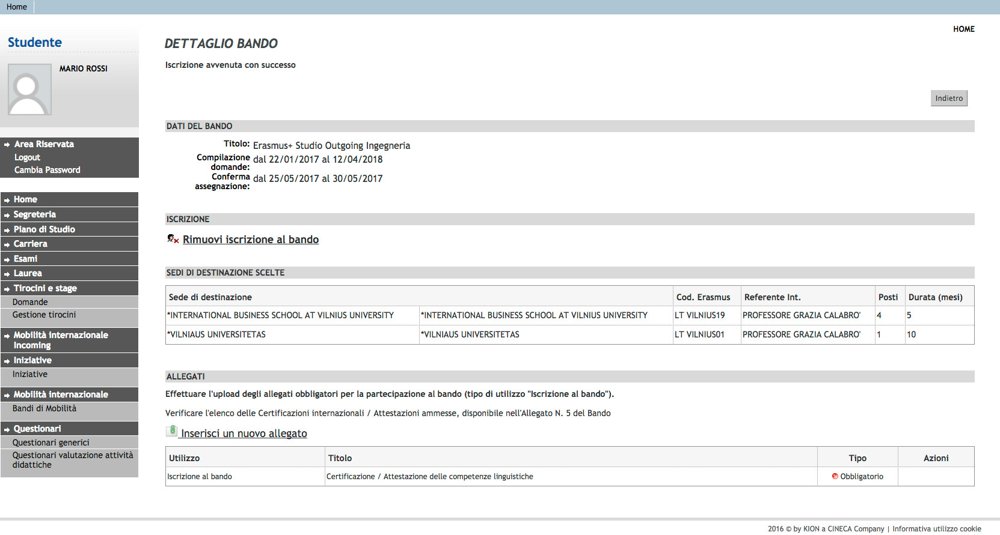 Home
HOME
Studente
MARIO ROSSI
Area Riservata
Logout
Cambia Password
Home
Segreteria
Piano di Studio
Carriera
Esami
Laurea
Tirocini e stage
Domande
Gestione tirocini
Mobilità internazionale
Incoming
Iniziative
Iniziative
Mobilità internazionale
Bandi di Mobilità
Questionari
Questionari generici
Questionari valutazione attività
didattiche
DETTAGLIO BANDO
Iscrizione avvenuta con successo
Indietro
DATI DEL BANDO
Titolo: Erasmus+ Studio Outgoing Ingegneria
Compilazione domande: dal 22/01/2017 al 12/04/2018
Conferma assegnazione: dal 25/05/2017 al 30/05/2017
ISCRIZIONE
Rimuovi iscrizione al bando
SEDI DI DESTINAZIONE SCELTE
Sede di destinazione Cod. Erasmus Referente Int. Posti Durata (mesi)
*INTERNATIONAL BUSINESS SCHOOL AT VILNIUS UNIVERSITY *INTERNATIONAL BUSINESS SCHOOL AT VILNIUS UNIVERSITY LT VILNIUS19 PROFESSORE GRAZIA CALABRO' 4 5
*VILNIAUS UNIVERSITETAS *VILNIAUS UNIVERSITETAS LT VILNIUS01 PROFESSORE GRAZIA CALABRO' 1 10
ALLEGATI
Effettuare l'upload degli allegati obbligatori per la partecipazione al bando (tipo di utilizzo "Iscrizione al bando").
Verificare l'elenco delle Certificazioni internazionali / Attestazioni ammesse, disponibile nell'Allegato N. 5 del Bando
Inserisci un nuovo allegato
Utilizzo Titolo Tipo Azioni
Iscrizione al bando Certificazione / Attestazione delle competenze linguistiche Obbligatorio
2016 © by KION a CINECA Company | Informativa utilizzo cookie